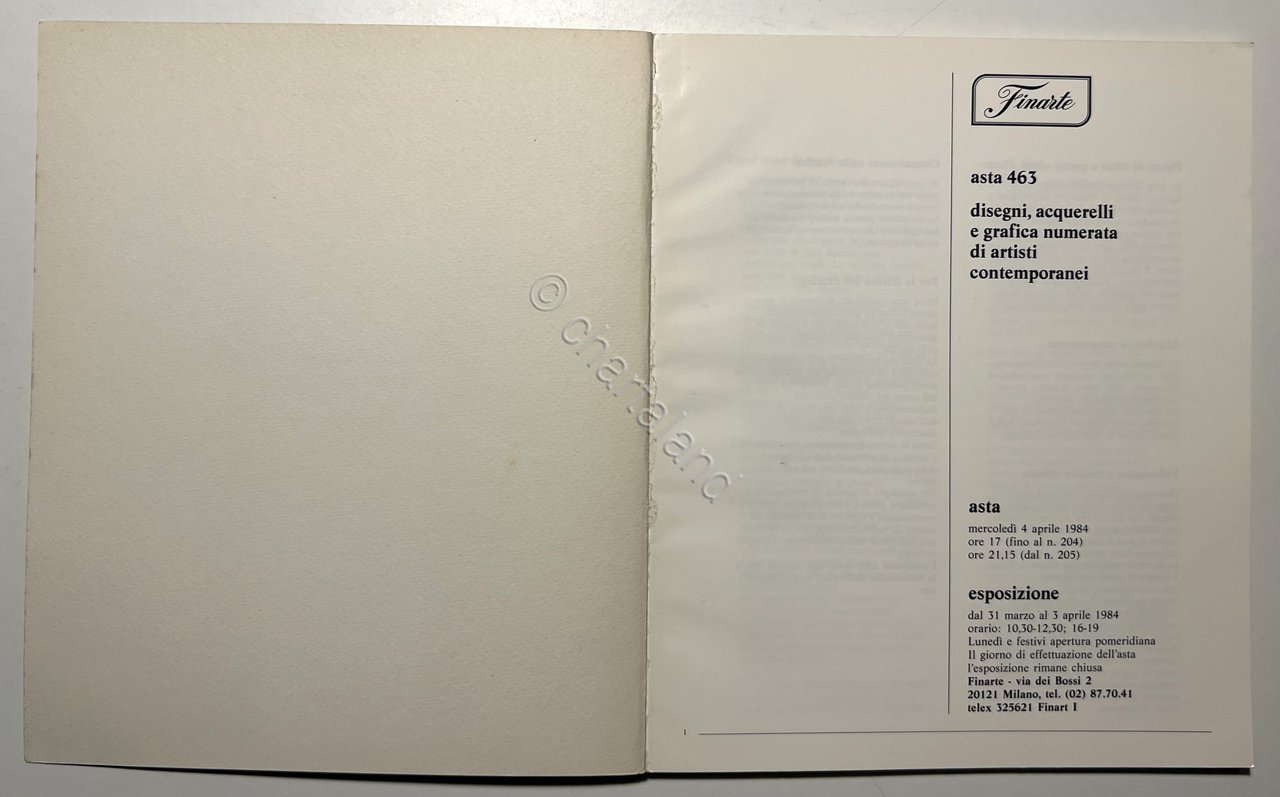 Finarte
asta 463
disegni, acquerelli
e grafica numerata
di artisti
contemporanei
asta
mercoledì 4 aprile 1984
ore 17 (fino al n. 204)
ore 21,15 (dal n. 205)
esposizione
dal 31 marzo al 3 aprile 1984
orario: 10,30-12,30; 16-19
Lunedì e festivi apertura pomeridiana
Il giorno di effettuazione dell'asta
l'esposizione rimane chiusa
Finarte - via dei Bossi 2
20121 Milano, tel. (02) 87.70.41
telex 325621 Finart I
1
© chartaland